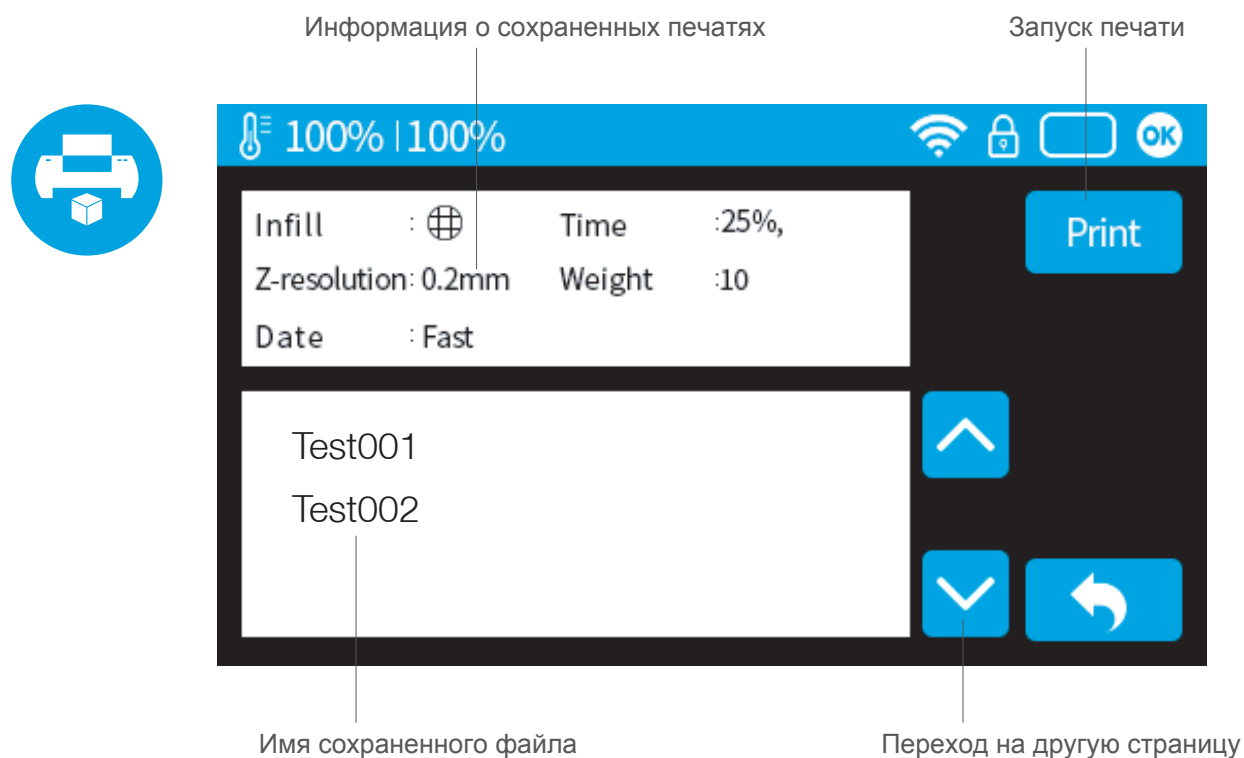 Информация о сохраненных печатях Запуск печати
100% | 100% OK
Infill : Time :25%,
Print
Z-resolution: 0.2mm Weight :10
Date : Fast
Test001
Test002
Имя сохраненного файла Переход на другую страницу